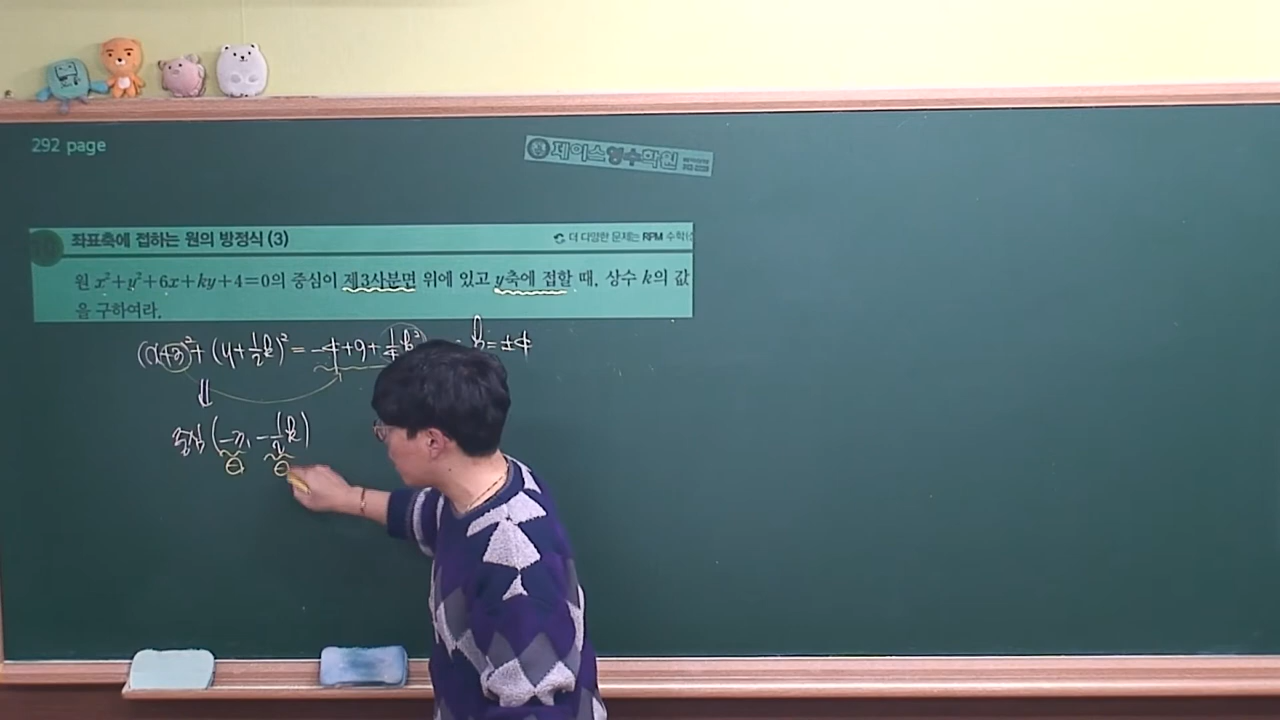 292 page
제이스영수학원
좌표축에 접하는 원의 방정식 (3)
더 다양한 문제는 RPM 수학
원 x²+y²+6x+ky+4=0의 중심이 제3사분면 위에 있고 y축에 접할 때, 상수 k의 값
을 구하여라.
(x+3)²+(y+½k)²=-4+9+¼k² k=±4
⇓
중심 (-3, -½k)
⊖ ⊖